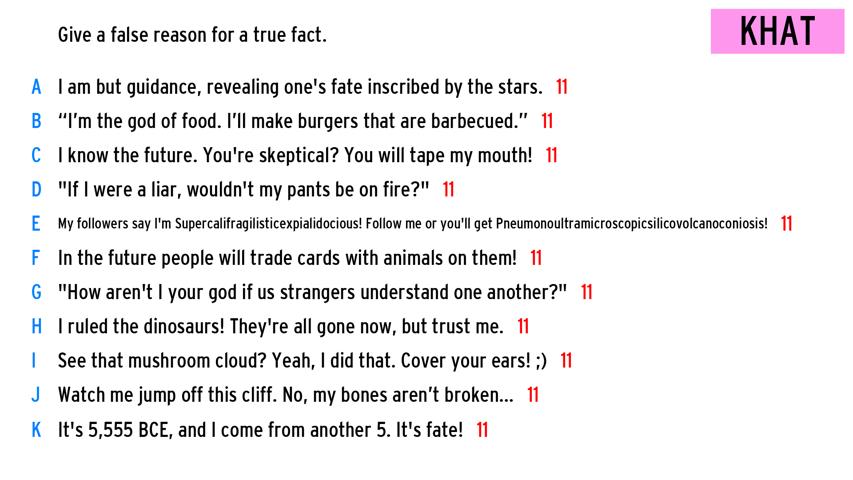 Give a false reason for a true fact.
KHAT
A I am but guidance, revealing one's fate inscribed by the stars. 11
B “I’m the god of food. I’ll make burgers that are barbecued.” 11
C I know the future. You're skeptical? You will tape my mouth! 11
D "If I were a liar, wouldn't my pants be on fire?" 11
E My followers say I'm Supercalifragilisticexpialidocious! Follow me or you'll get Pneumonoultramicroscopicsilicovolcanoconiosis! 11
F In the future people will trade cards with animals on them! 11
G "How aren't I your god if us strangers understand one another?" 11
H I ruled the dinosaurs! They're all gone now, but trust me. 11
I See that mushroom cloud? Yeah, I did that. Cover your ears! ;) 11
J Watch me jump off this cliff. No, my bones aren’t broken... 11
K It's 5,555 BCE, and I come from another 5. It's fate! 11